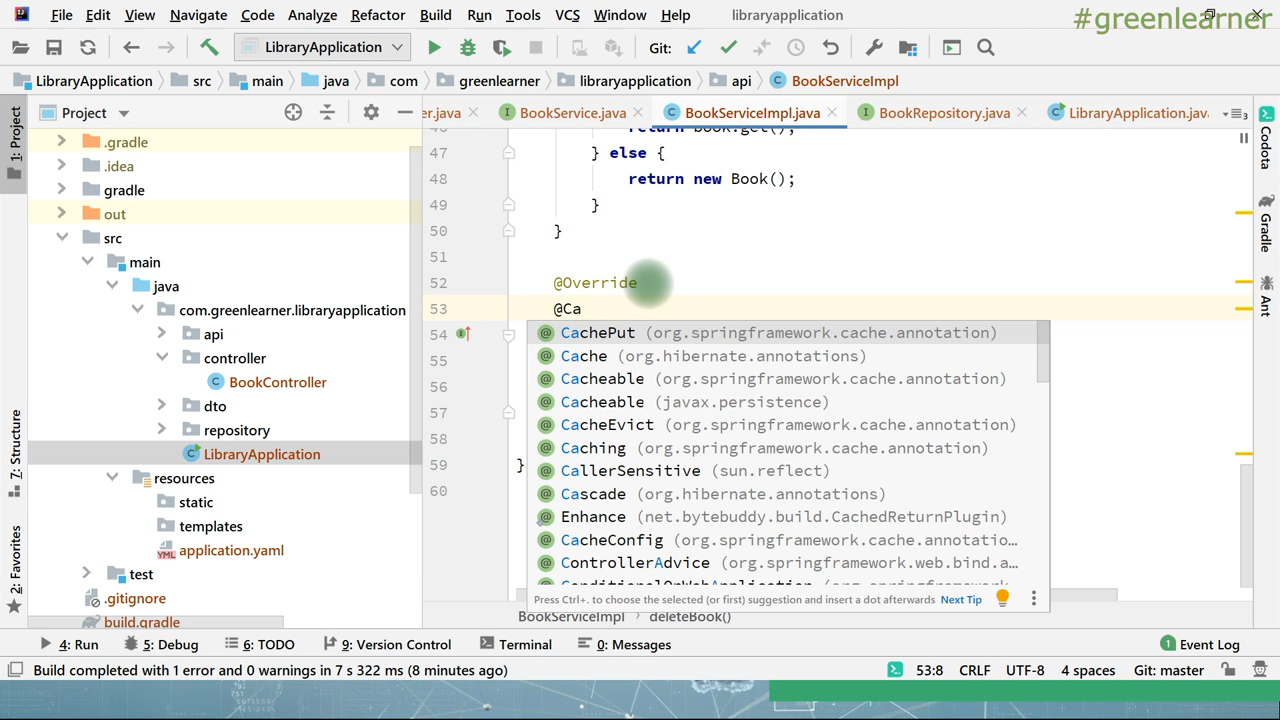 #greenlearner
File Edit View Navigate Code Analyze Refactor Build Run Tools VCS Window Help libraryapplication
LibraryApplication Git:
LibraryApplication src main java com greenlearner libraryapplication api BookServiceImpl
Project er.java BookService.java BookServiceImpl.java BookRepository.java LibraryApplication.java
1: Project
7: Structure
2: Favorites
.gradle
.idea
gradle
out
src
main
java
com.greenlearner.libraryapplication
api
controller
BookController
dto
repository
LibraryApplication
resources
static
templates
application.yaml
test
.gitignore
build.gradle
46 return book.get();
47 } else {
48 return new Book();
49 }
50 }
51
52 @Override
53 @Ca
54
55
56
57
58
59 }
60
CachePut (org.springframework.cache.annotation)
Cache (org.hibernate.annotations)
Cacheable (org.springframework.cache.annotation)
Cacheable (javax.persistence)
CacheEvict (org.springframework.cache.annotation)
Caching (org.springframework.cache.annotation)
CallerSensitive (sun.reflect)
Cascade (org.hibernate.annotations)
Enhance (net.bytebuddy.build.CachedReturnPlugin)
CacheConfig (org.springframework.cache.annotatio…
ControllerAdvice (org.springframework.web.bind.a…
Press Ctrl+. to choose the selected (or first) suggestion and insert a dot afterwards Next Tip
BookServiceImpl deleteBook()
Codota
Gradle
Ant
4: Run 5: Debug 6: TODO 9: Version Control Terminal 0: Messages 1 Event Log
Build completed with 1 error and 0 warnings in 7 s 322 ms (8 minutes ago) 53:8 CRLF UTF-8 4 spaces Git: master